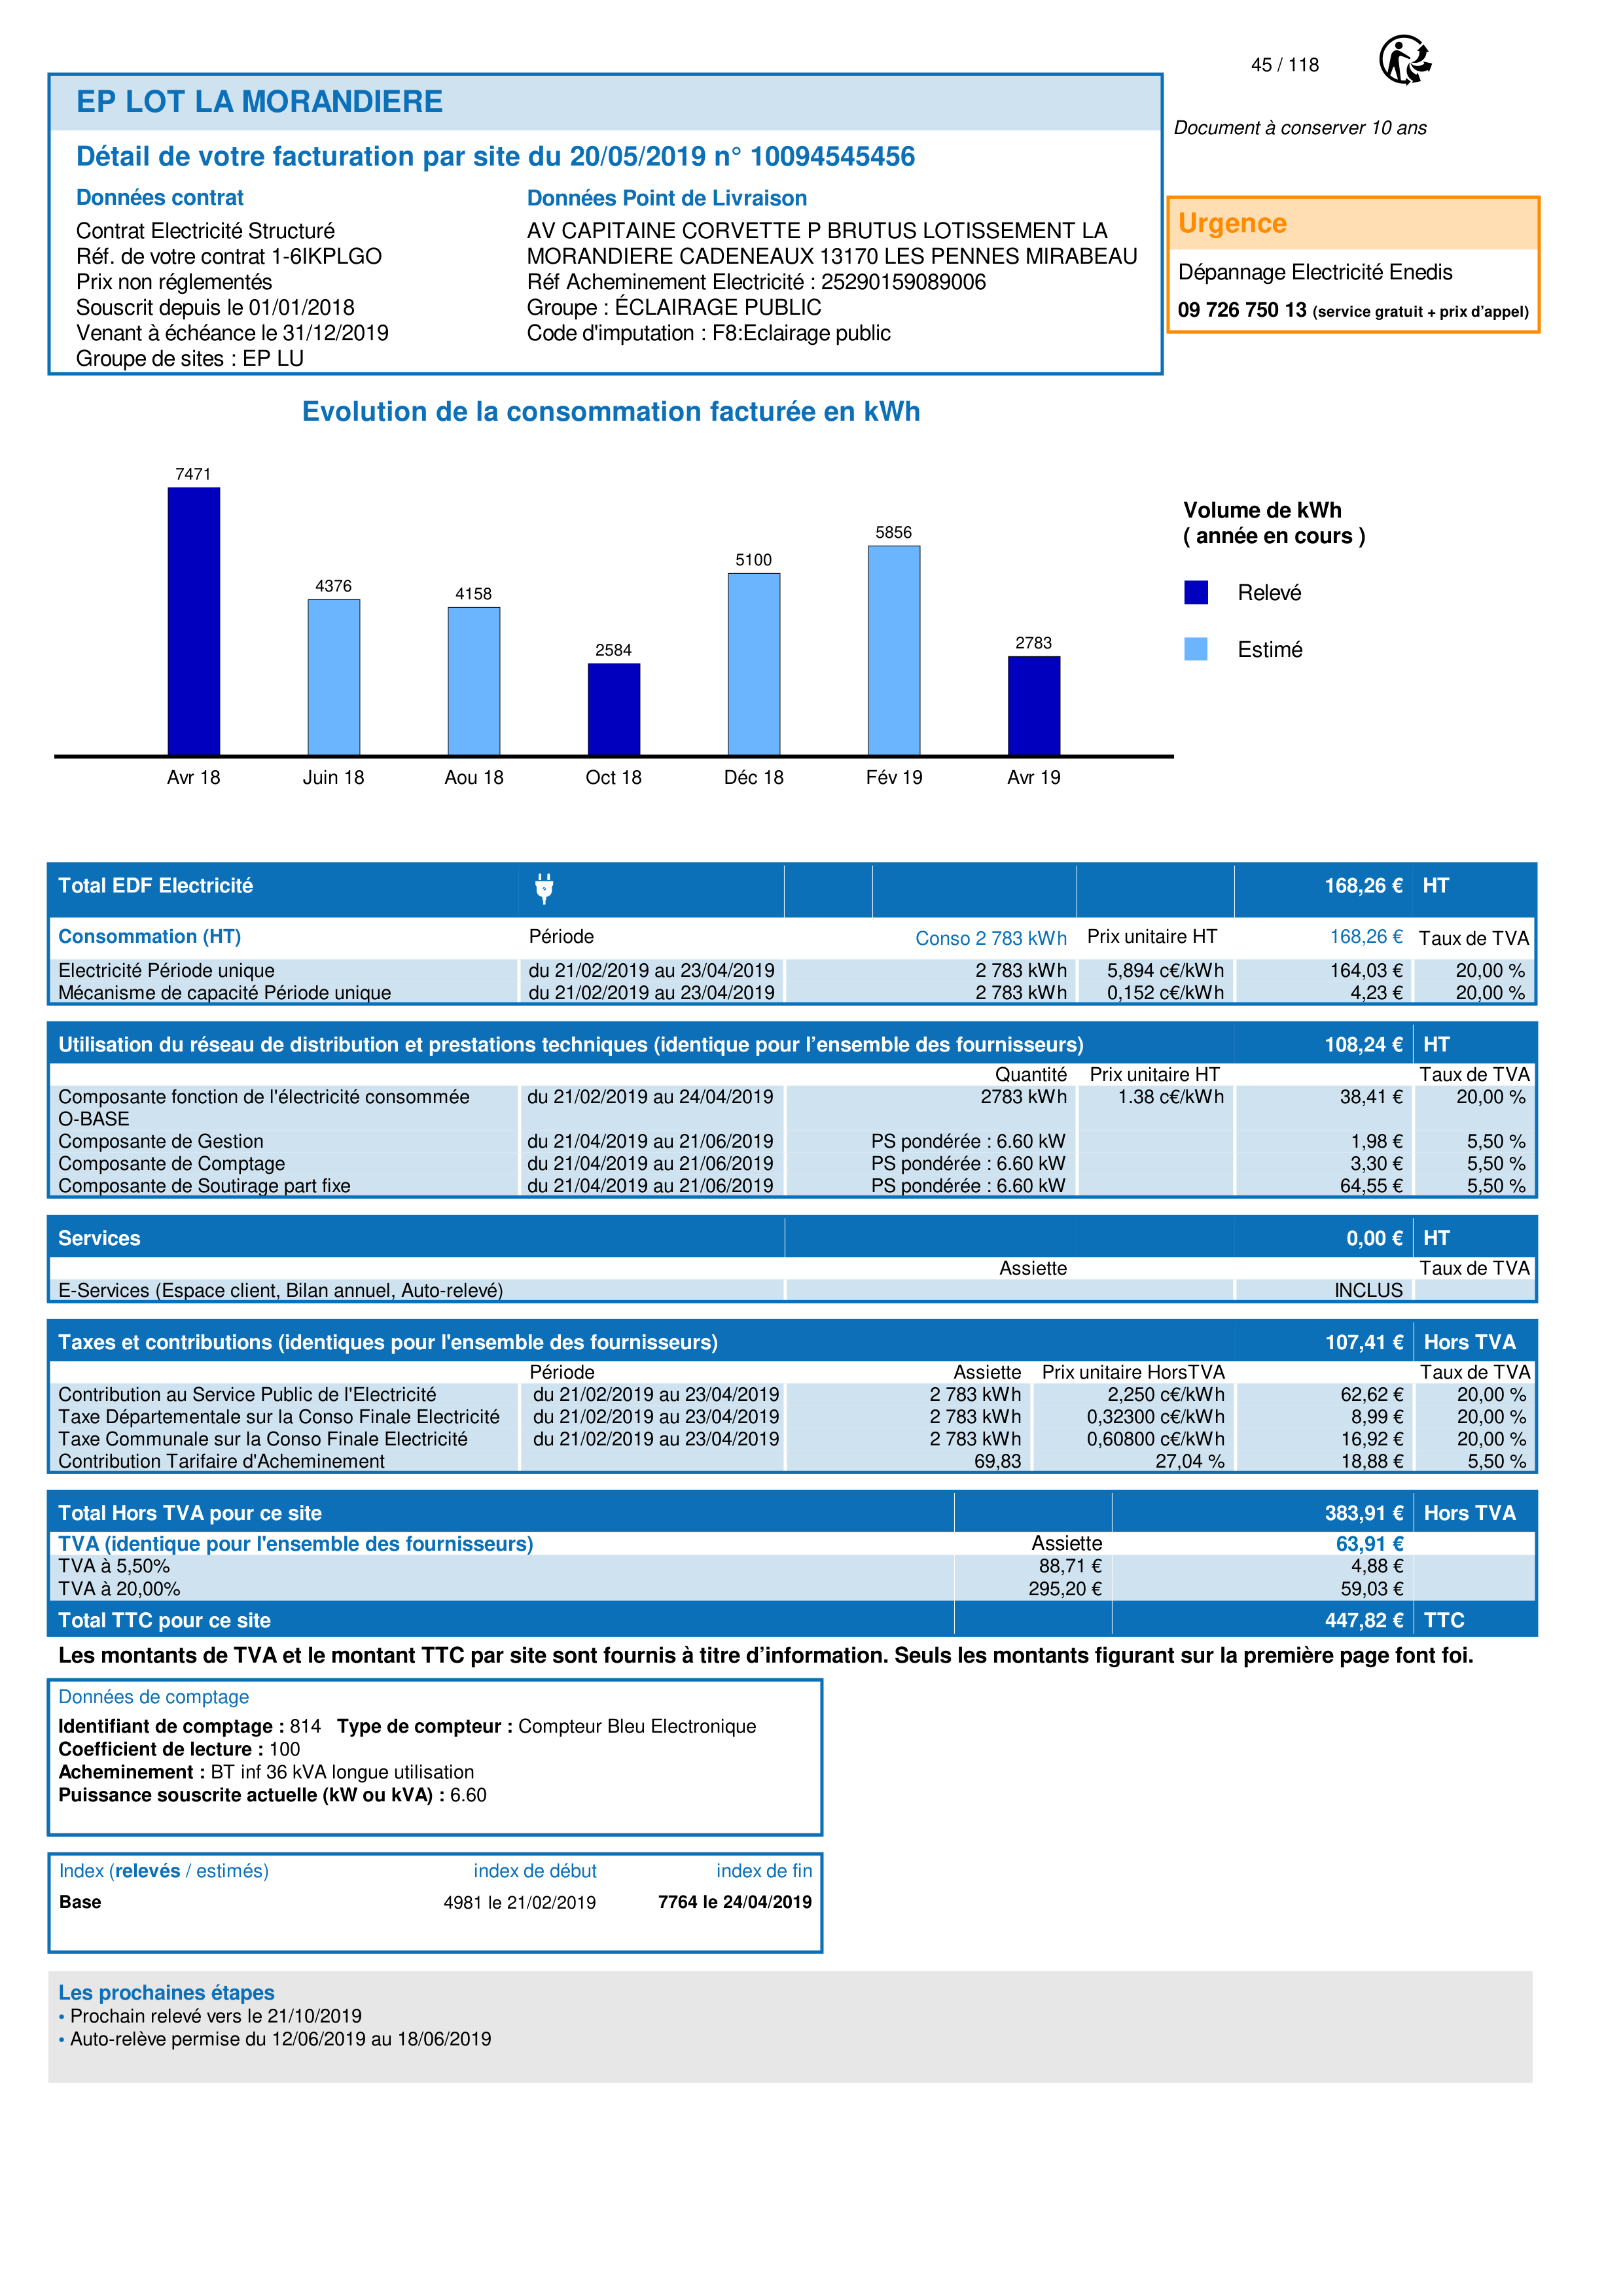 45 / 118
EP LOT LA MORANDIERE
Document à conserver 10 ans
Détail de votre facturation par site du 20/05/2019 n° 10094545456
Données contrat
Contrat Electricité Structuré
Réf. de votre contrat 1-6IKPLGO
Prix non réglementés
Souscrit depuis le 01/01/2018
Venant à échéance le 31/12/2019
Groupe de sites : EP LU
Données Point de Livraison
AV CAPITAINE CORVETTE P BRUTUS LOTISSEMENT LA
MORANDIERE CADENEAUX 13170 LES PENNES MIRABEAU
Réf Acheminement Electricité : 25290159089006
Groupe : ÉCLAIRAGE PUBLIC
Code d'imputation : F8:Eclairage public
Urgence
Dépannage Electricité Enedis
09 726 750 13 (service gratuit + prix d’appel)
Evolution de la consommation facturée en kWh
7471
4376
4158
2584
5100
5856
2783
Avr 18
Juin 18
Aou 18
Oct 18
Déc 18
Fév 19
Avr 19
Volume de kWh
( année en cours )
Relevé
Estimé
Total EDF Electricité 168,26 € HT
Consommation (HT) Période Conso 2 783 kWh Prix unitaire HT 168,26 € Taux de TVA
Electricité Période unique du 21/02/2019 au 23/04/2019 2 783 kWh 5,894 c€/kWh 164,03 € 20,00 %
Mécanisme de capacité Période unique du 21/02/2019 au 23/04/2019 2 783 kWh 0,152 c€/kWh 4,23 € 20,00 %
Utilisation du réseau de distribution et prestations techniques (identique pour l’ensemble des fournisseurs) 108,24 € HT
Quantité Prix unitaire HT Taux de TVA
Composante fonction de l'électricité consommée du 21/02/2019 au 24/04/2019 2783 kWh 1.38 c€/kWh 38,41 € 20,00 %
O-BASE
Composante de Gestion du 21/04/2019 au 21/06/2019 PS pondérée : 6.60 kW 1,98 € 5,50 %
Composante de Comptage du 21/04/2019 au 21/06/2019 PS pondérée : 6.60 kW 3,30 € 5,50 %
Composante de Soutirage part fixe du 21/04/2019 au 21/06/2019 PS pondérée : 6.60 kW 64,55 € 5,50 %
Services 0,00 € HT
Assiette Taux de TVA
E-Services (Espace client, Bilan annuel, Auto-relevé) INCLUS
Taxes et contributions (identiques pour l'ensemble des fournisseurs) 107,41 € Hors TVA
Période Assiette Prix unitaire HorsTVA Taux de TVA
Contribution au Service Public de l'Electricité du 21/02/2019 au 23/04/2019 2 783 kWh 2,250 c€/kWh 62,62 € 20,00 %
Taxe Départementale sur la Conso Finale Electricité du 21/02/2019 au 23/04/2019 2 783 kWh 0,32300 c€/kWh 8,99 € 20,00 %
Taxe Communale sur la Conso Finale Electricité du 21/02/2019 au 23/04/2019 2 783 kWh 0,60800 c€/kWh 16,92 € 20,00 %
Contribution Tarifaire d'Acheminement 69,83 27,04 % 18,88 € 5,50 %
Total Hors TVA pour ce site 383,91 € Hors TVA
TVA (identique pour l'ensemble des fournisseurs) Assiette 63,91 €
TVA à 5,50% 88,71 € 4,88 €
TVA à 20,00% 295,20 € 59,03 €
Total TTC pour ce site 447,82 € TTC
Les montants de TVA et le montant TTC par site sont fournis à titre d’information. Seuls les montants figurant sur la première page font foi.
Données de comptage
Identifiant de comptage : 814 Type de compteur : Compteur Bleu Electronique
Coefficient de lecture : 100
Acheminement : BT inf 36 kVA longue utilisation
Puissance souscrite actuelle (kW ou kVA) : 6.60
Index (relevés / estimés) index de début index de fin
Base 4981 le 21/02/2019 7764 le 24/04/2019
Les prochaines étapes
• Prochain relevé vers le 21/10/2019
• Auto-relève permise du 12/06/2019 au 18/06/2019